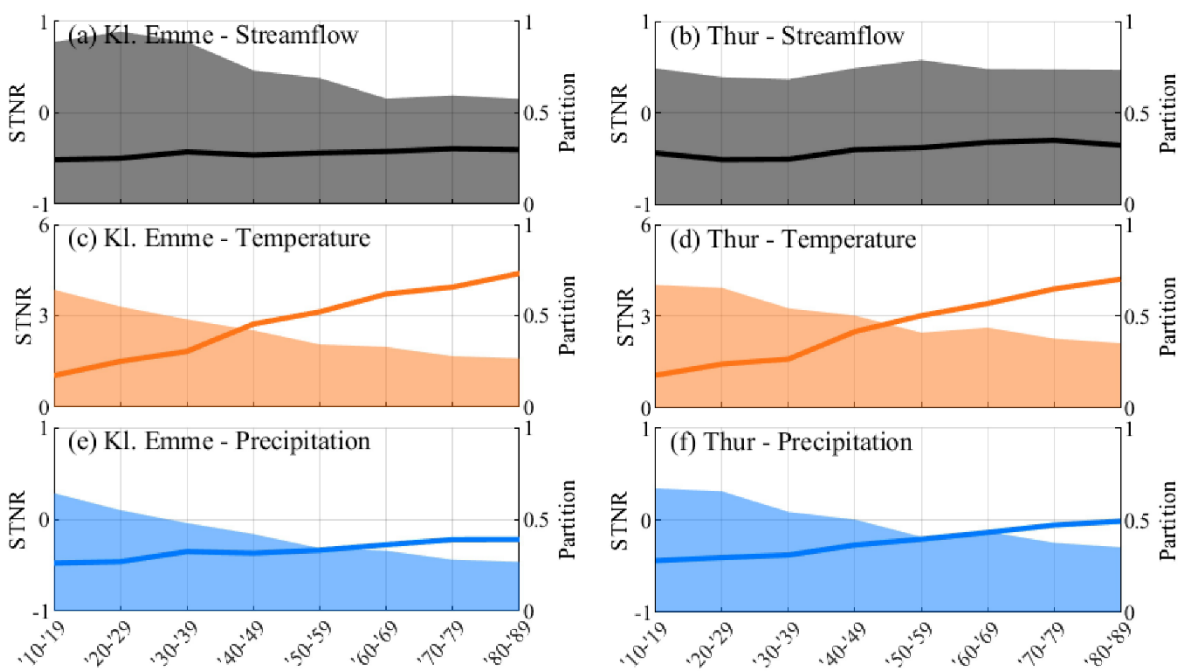 (a) Kl. Emme - Streamflow
1
0
-1
STNR
1
0.5
0
Partition
(b) Thur - Streamflow
1
0
-1
STNR
1
0.5
0
Partition
(c) Kl. Emme - Temperature
6
3
0
STNR
1
0.5
0
Partition
(d) Thur - Temperature
6
3
0
STNR
1
0.5
0
Partition
(e) Kl. Emme - Precipitation
1
0
-1
STNR
1
0.5
0
Partition
(f) Thur - Precipitation
1
0
-1
STNR
1
0.5
0
Partition
'10-'19
'20-'29
'30-'39
'40-'49
'50-'59
'60-'69
'70-'79
'80-'89
'10-'19
'20-'29
'30-'39
'40-'49
'50-'59
'60-'69
'70-'79
'80-'89